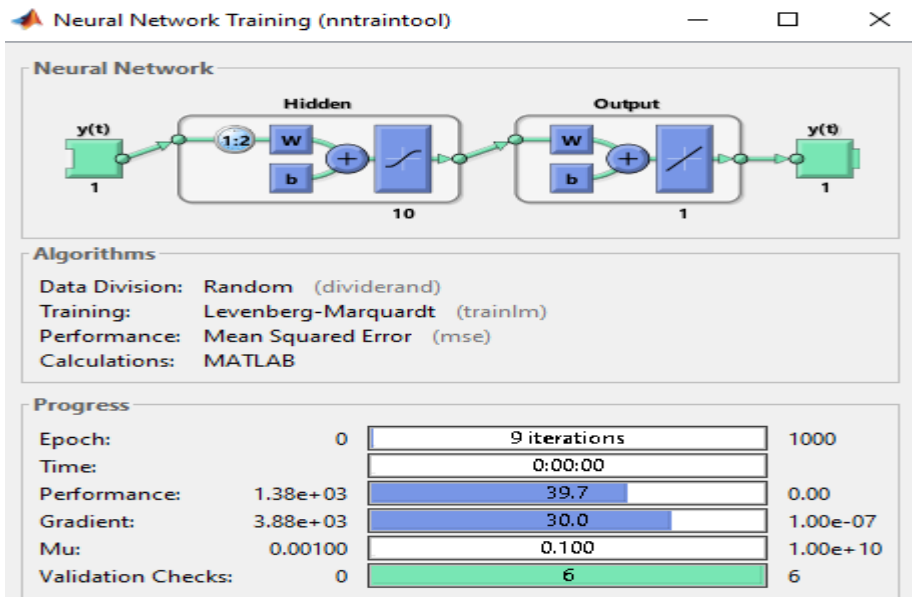 Neural Network Training (nntraintool)
Neural Network
Hidden Output
y(t) 1:2 W b + W b + y(t)
1 10 1 1
Algorithms
Data Division: Random (dividerand)
Training: Levenberg-Marquardt (trainlm)
Performance: Mean Squared Error (mse)
Calculations: MATLAB
Progress
Epoch: 0 9 iterations 1000
Time: 0:00:00
Performance: 1.38e+03 39.7 0.00
Gradient: 3.88e+03 30.0 1.00e-07
Mu: 0.00100 0.100 1.00e+10
Validation Checks: 0 6 6